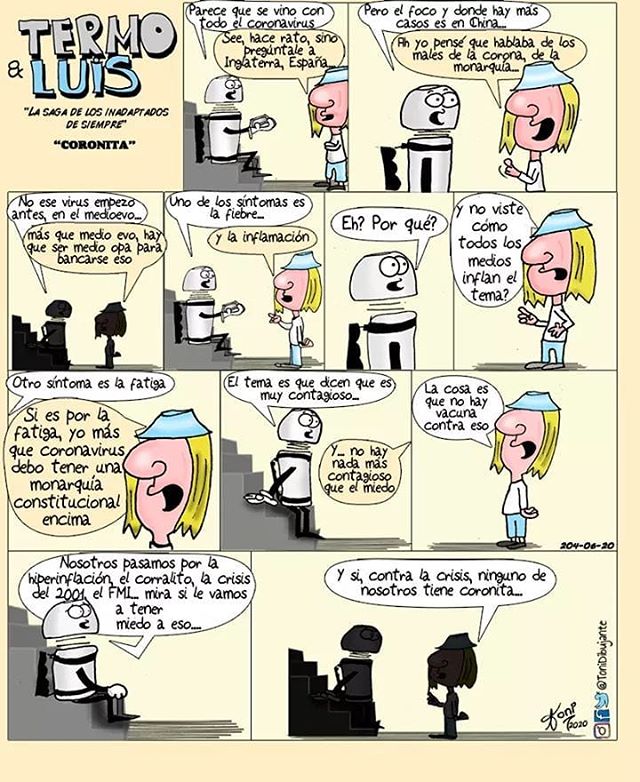 TERMO
& LUIS
"LA SAGA DE LOS INADAPTADOS
DE SIEMPRE"
"CORONITA"
Parece que se vino con
todo el coronavirus
See, hace rato, sino
preguntále a
Inglaterra, España...
Pero el foco y donde hay mas
casos es en China...
Ah yo pensé que hablaba de los
males de la corona, de la
monarquía...
No ese virus empezo
antes, en el medioevo...
más que medio evo, hay
que ser medio opa para
bancarse eso
Uno de los síntomas es
la fiebre...
y la inflamación
Eh? Por qué?
y no viste
cómo
todos los
medios
inflan el
tema?
Otro síntoma es la fatiga
Si es por la
fatiga, yo más
que coronavirus
debo tener una
monarquía
constitucional
encima
El tema es que dicen que es
muy contagioso...
Y... no hay
nada más
contagioso
que el miedo
La cosa es
que no hay
vacuna
contra eso
204-06-20
Nosotros pasamos por la
hiperinflación, el corralito, la crisis
del 2001, el FMI... mira si le vamos
a tener
miedo a eso....
Y si, contra la crisis, ninguno de
nosotros tiene coronita...
@ToniDibujante
Toni
2020